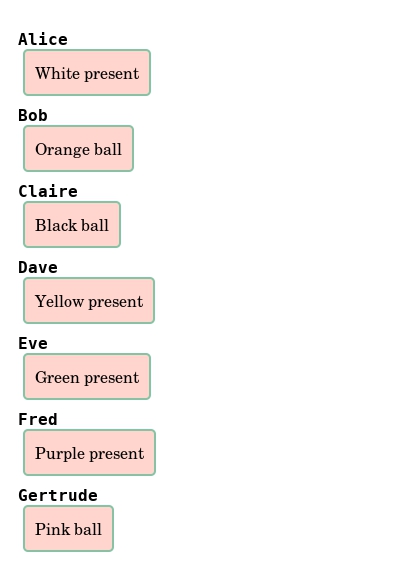 Alice
White present
Bob
Orange ball
Claire
Black ball
Dave
Yellow present
Eve
Green present
Fred
Purple present
Gertrude
Pink ball